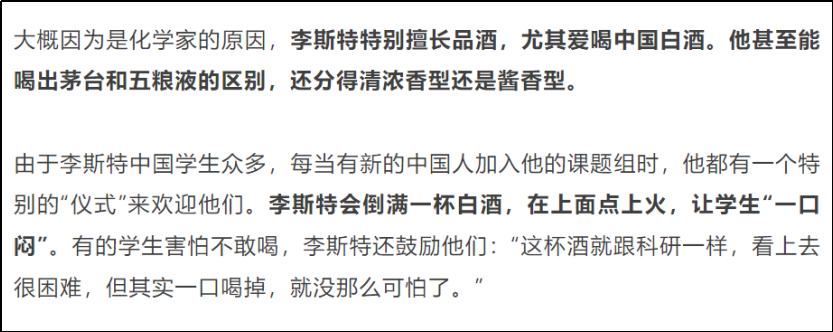 大概因为是化学家的原因，李斯特特别擅长品酒，尤其爱喝中国白酒。他甚至能
喝出茅台和五粮液的区别，还分得清浓香型还是酱香型。
由于李斯特中国学生众多，每当有新的中国人加入他的课题组时，他都有一个特
别的“仪式”来欢迎他们。李斯特会倒满一杯白酒，在上面点上火，让学生“一口
闷”。有的学生害怕不敢喝，李斯特还鼓励他们：“这杯酒就跟科研一样，看上去
很困难，但其实一口喝掉，就没那么可怕了。”